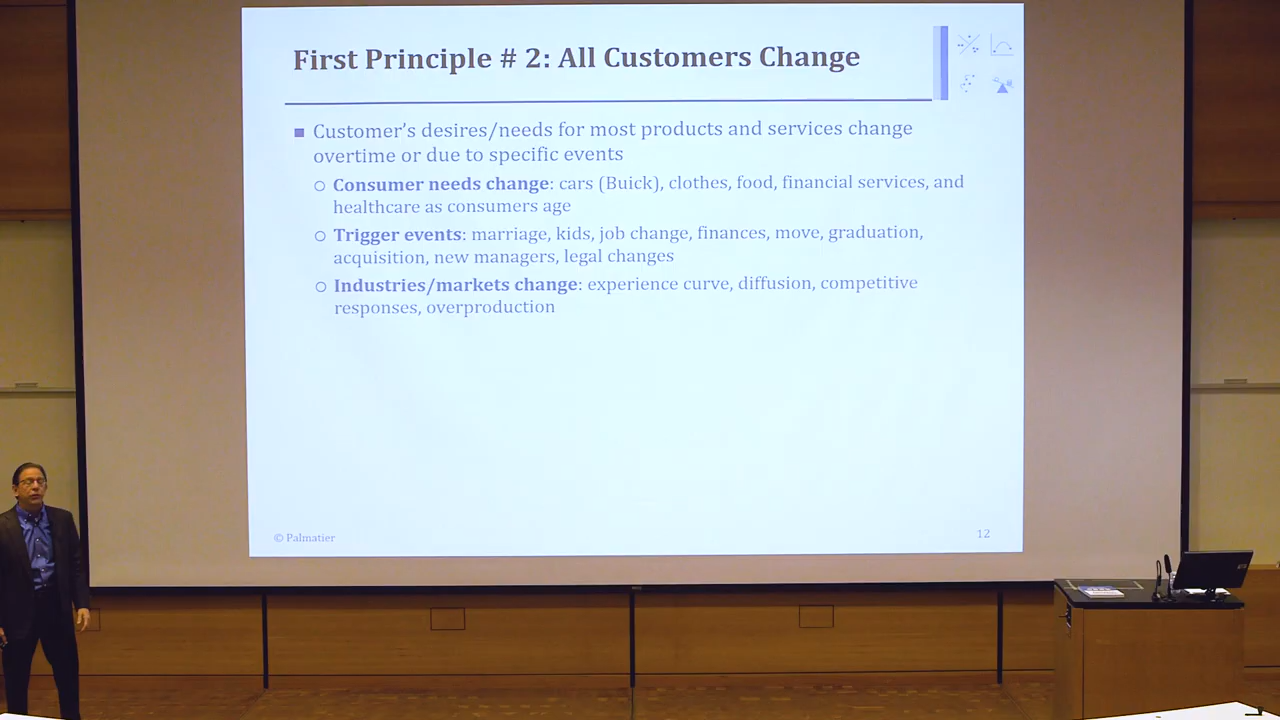 First Principle # 2: All Customers Change
■ Customer's desires/needs for most products and services change
overtime or due to specific events
○ Consumer needs change: cars (Buick), clothes, food, financial services, and
healthcare as consumers age
○ Trigger events: marriage, kids, job change, finances, move, graduation,
acquisition, new managers, legal changes
○ Industries/markets change: experience curve, diffusion, competitive
responses, overproduction
© Palmatier
12